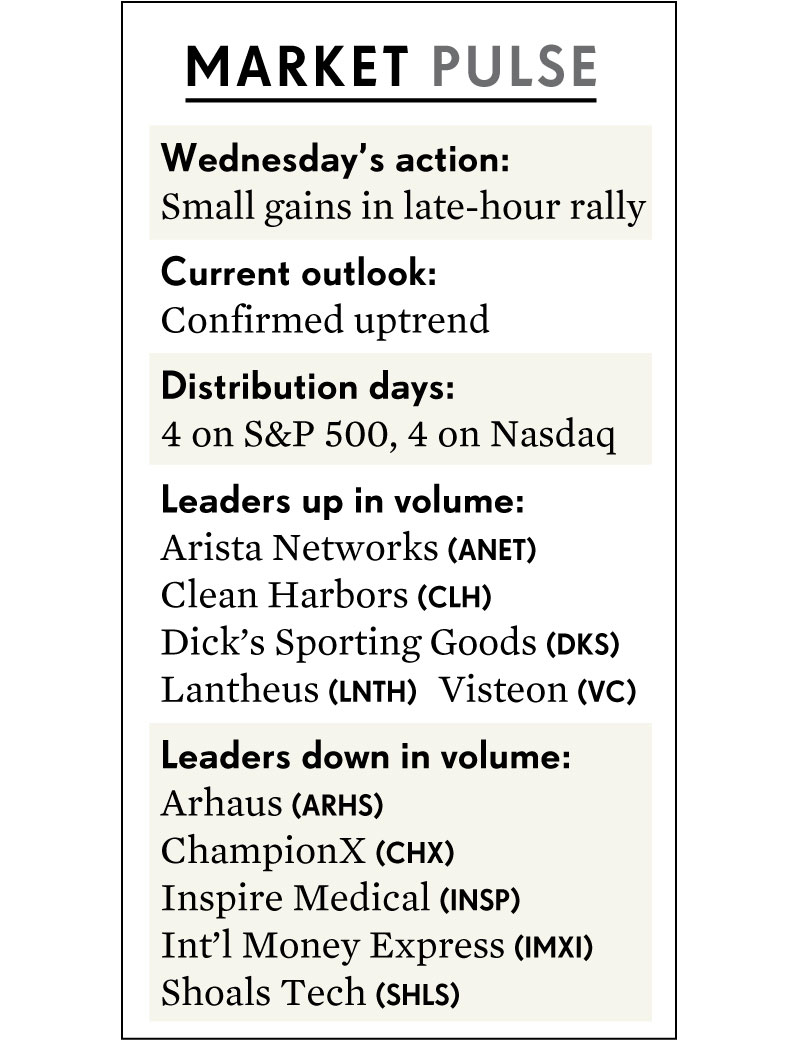 MARKET PULSE
Wednesday’s action:
Small gains in late-hour rally
Current outlook:
Confirmed uptrend
Distribution days:
4 on S&P 500, 4 on Nasdaq
Leaders up in volume:
Arista Networks (ANET)
Clean Harbors (CLH)
Dick’s Sporting Goods (DKS)
Lantheus (LNTH) Visteon (VC)
Leaders down in volume:
Arhaus (ARHS)
ChampionX (CHX)
Inspire Medical (INSP)
Int’l Money Express (IMXI)
Shoals Tech (SHLS)